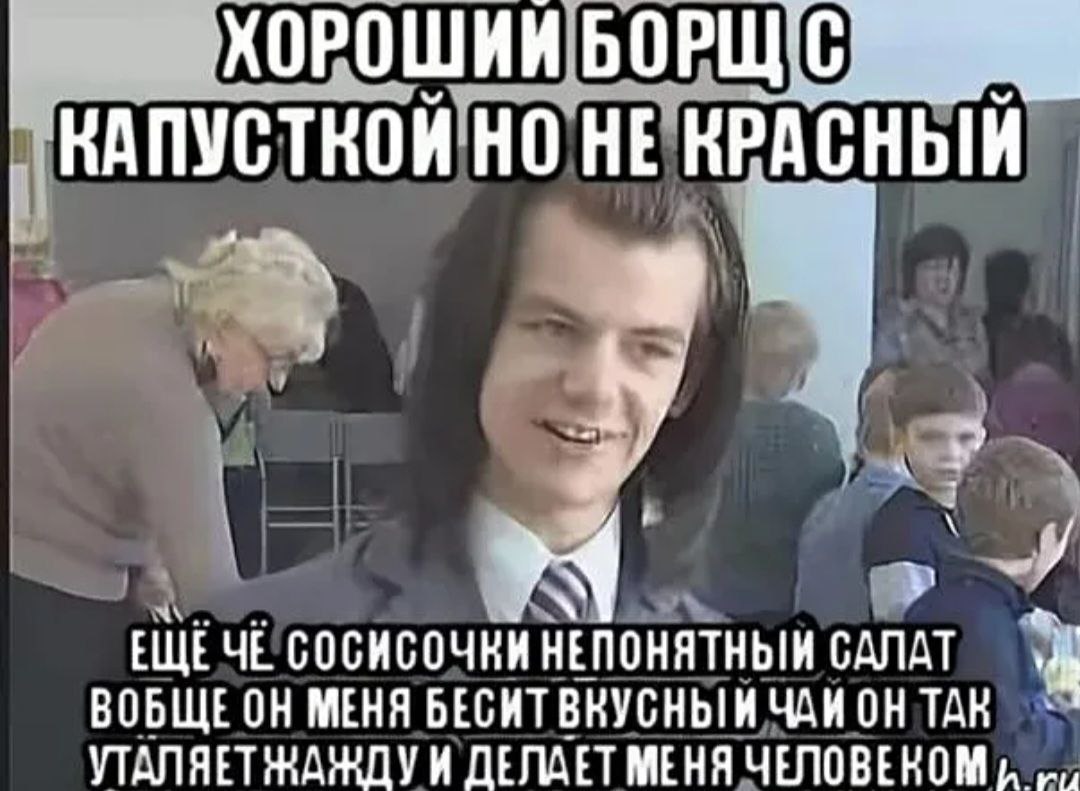 ХОРОШИЙ БОРЩ С
КАПУСТКОЙ НО НЕ КРАСНЫЙ
ЕЩЁ ЧЁ. СОСИСОЧКИ НЕПОНЯТНЫЙ САЛАТ
ВОБЩЕ ОН МЕНЯ БЕСИТ ВКУСНЫЙ ЧАЙ ОН ТАК
УТАЛЯЕТ ЖАЖДУ И ДЕЛАЕТ МЕНЯ ЧЕЛОВЕКОМ
h.ru